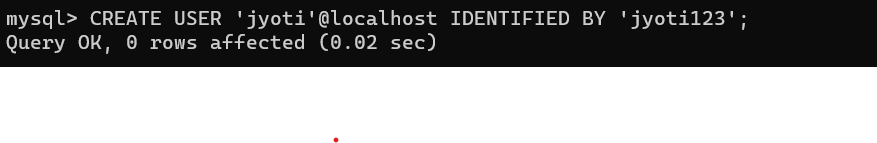 mysql> CREATE USER 'jyoti'@localhost IDENTIFIED BY 'jyoti123';
Query OK, 0 rows affected (0.02 sec)